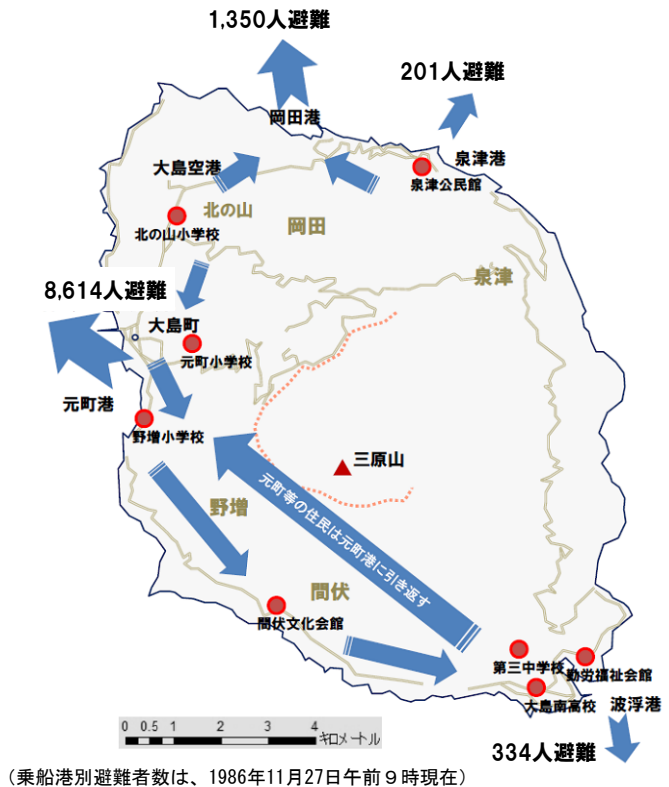 1,350人避難
201人避難
岡田港
泉津港
大島空港
泉津公民館
北の山
北の山小学校
岡田
泉津
8,614人避難
大島町
元町小学校
元町港
野増小学校
三原山
元町等の住民は元町港に引き返す
野増
間伏
間伏文化会館
第三中学校
勤労福祉会館
大島南高校
波浮港
0 0.5 1 2 3 4
キロメートル
334人避難
（乗船港別避難者数は、1986年11月27日午前９時現在）